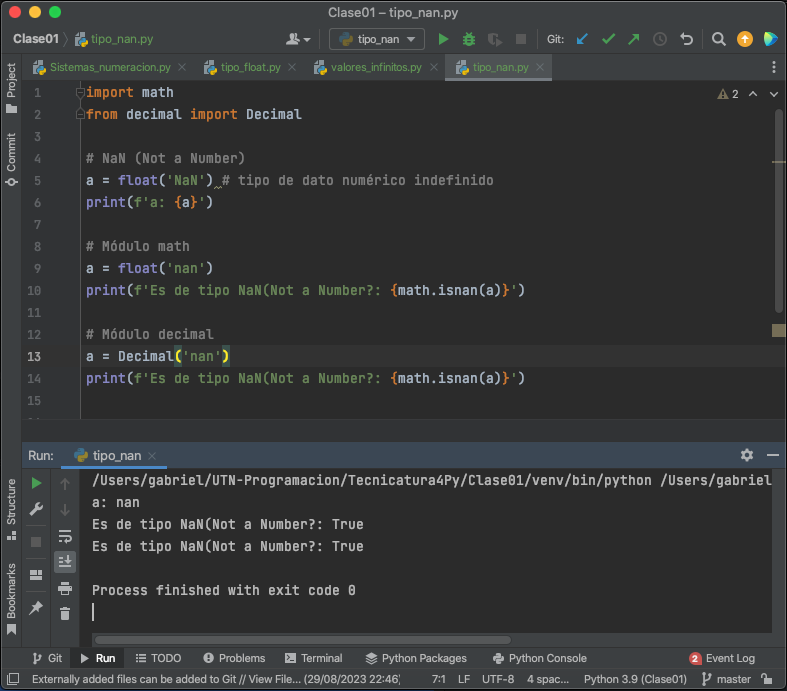 Clase01 – tipo_nan.py
Clase01 tipo_nan.py tipo_nan Git:
Sistemas_numeracion.py tipo_float.py valores_infinitos.py tipo_nan.py
Project
Commit
Structure
Bookmarks
2
1 import math
2 from decimal import Decimal
3
4 # NaN (Not a Number)
5 a = float('NaN') # tipo de dato numérico indefinido
6 print(f'a: {a}')
7
8 # Módulo math
9 a = float('nan')
10 print(f'Es de tipo NaN(Not a Number?: {math.isnan(a)}')
11
12 # Módulo decimal
13 a = Decimal('nan')
14 print(f'Es de tipo NaN(Not a Number?: {math.isnan(a)}')
15
Run: tipo_nan
/Users/gabriel/UTN-Programacion/Tecnicatura4Py/Clase01/venv/bin/python /Users/gabriel
a: nan
Es de tipo NaN(Not a Number?: True
Es de tipo NaN(Not a Number?: True
Process finished with exit code 0
Git Run TODO Problems Terminal Python Packages Python Console 2 Event Log
Externally added files can be added to Git // View File... (29/08/2023 22:46) 7:1 LF UTF-8 4 spac... Python 3.9 (Clase01) master